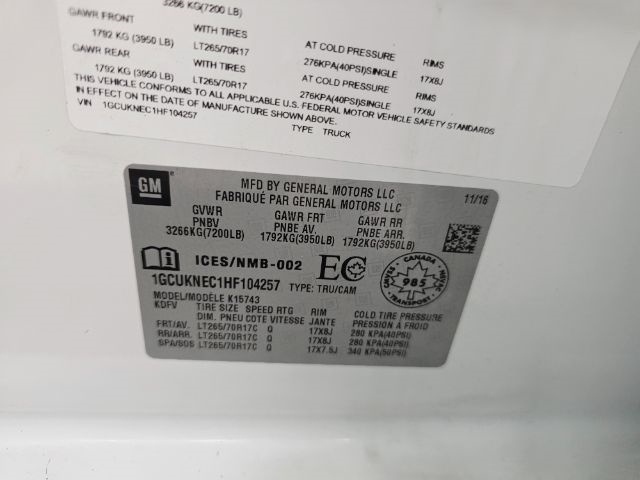 3266 KG(7200 LB)
GAWR FRONT WITH TIRES
1792 KG (3950 LB) LT265/70R17 AT COLD PRESSURE RIMS
GAWR REAR WITH TIRES 276KPA(40PSI)SINGLE 17X8J
1792 KG (3950 LB) LT265/70R17 AT COLD PRESSURE RIMS
276KPA(40PSI)SINGLE 17X8J
THIS VEHICLE CONFORMS TO ALL APPLICABLE U.S. FEDERAL MOTOR VEHICLE SAFETY STANDARDS
IN EFFECT ON THE DATE OF MANUFACTURE SHOWN ABOVE.
VIN 1GCUKNEC1HF104257 TYPE TRUCK
GM
MFD BY GENERAL MOTORS LLC 11/16
FABRIQUÉ PAR GENERAL MOTORS LLC
GVWR GAWR FRT GAWR RR
PNBV PNBE AV. PNBE ARR.
3266KG(7200LB) 1792KG(3950LB) 1792KG(3950LB)
ICES/NMB-002 EC CANADA 985
1GCUKNEC1HF104257 TYPE: TRU/CAM
MODEL/MODÈLE K15743
KDFV TIRE SIZE SPEED RTG RIM COLD TIRE PRESSURE
DIM. PNEU COTE VITESSE JANTE PRESSION À FROID
FRT/AV. LT265/70R17C Q 17X8J 280 KPA(40PSI)
RR/ARR. LT265/70R17C Q 17X8J 280 KPA(40PSI)
SPA/SOS LT265/70R17C Q 17X7.5J 340 KPA(50PSI)